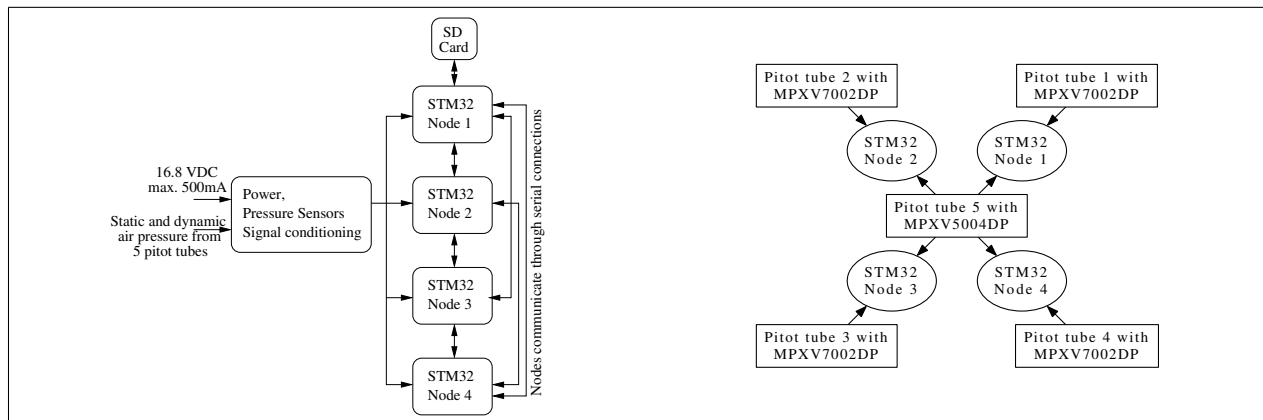 SD
Card
STM32
Node 1
16.8 VDC
max. 500mA
Static and dynamic
air pressure from
5 pitot tubes
Power,
Pressure Sensors
Signal conditioning
STM32
Node 2
STM32
Node 3
STM32
Node 4
Nodes communicate through serial connections
Pitot tube 2 with
MPXV7002DP
Pitot tube 1 with
MPXV7002DP
STM32
Node 2
STM32
Node 1
Pitot tube 5 with
MPXV5004DP
STM32
Node 3
STM32
Node 4
Pitot tube 3 with
MPXV7002DP
Pitot tube 4 with
MPXV7002DP